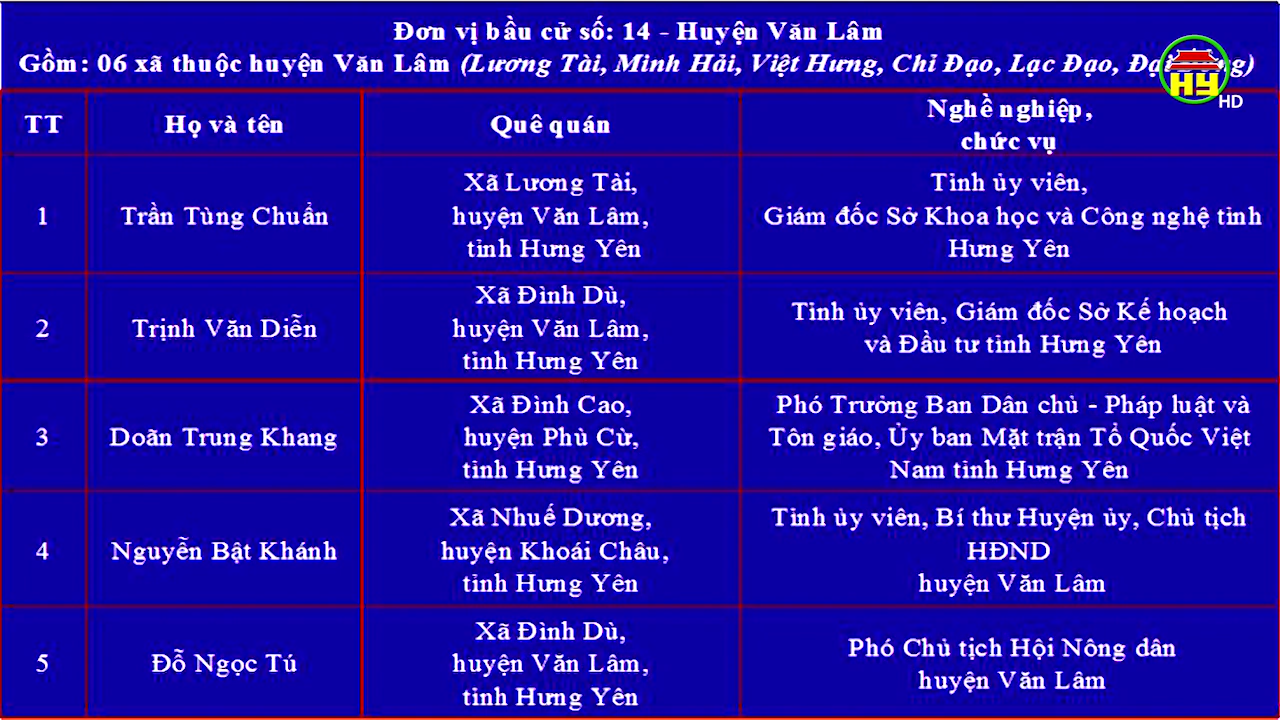 Đơn vị bầu cử số: 14 - Huyện Văn Lâm
Gồm: 06 xã thuộc huyện Văn Lâm (Lương Tài, Minh Hải, Việt Hưng, Chỉ Đạo, Lạc Đạo, Đại
HY
HD
TT
Họ và tên
Quê quán
Nghề nghiệp,
chức vụ
1
Trần Tùng Chuẩn
Xã Lương Tài,
huyện Văn Lâm,
tỉnh Hưng Yên
Tỉnh ủy viên,
Giám đốc Sở Khoa học và Công nghệ tỉnh
Hưng Yên
2
Trịnh Văn Diễn
Xã Đình Dù,
huyện Văn Lâm,
tỉnh Hưng Yên
Tỉnh ủy viên, Giám đốc Sở Kế hoạch
và Đầu tư tỉnh Hưng Yên
3
Doãn Trung Khang
Xã Đình Cao,
huyện Phù Cừ,
tỉnh Hưng Yên
Phó Trưởng Ban Dân chủ - Pháp luật và
Tôn giáo, Ủy ban Mặt trận Tổ Quốc Việt
Nam tỉnh Hưng Yên
4
Nguyễn Bật Khánh
Xã Nhuế Dương,
huyện Khoái Châu,
tỉnh Hưng Yên
Tỉnh ủy viên, Bí thư Huyện ủy, Chủ tịch
HĐND
huyện Văn Lâm
5
Đỗ Ngọc Tú
Xã Đình Dù,
huyện Văn Lâm,
tỉnh Hưng Yên
Phó Chủ tịch Hội Nông dân
huyện Văn Lâm